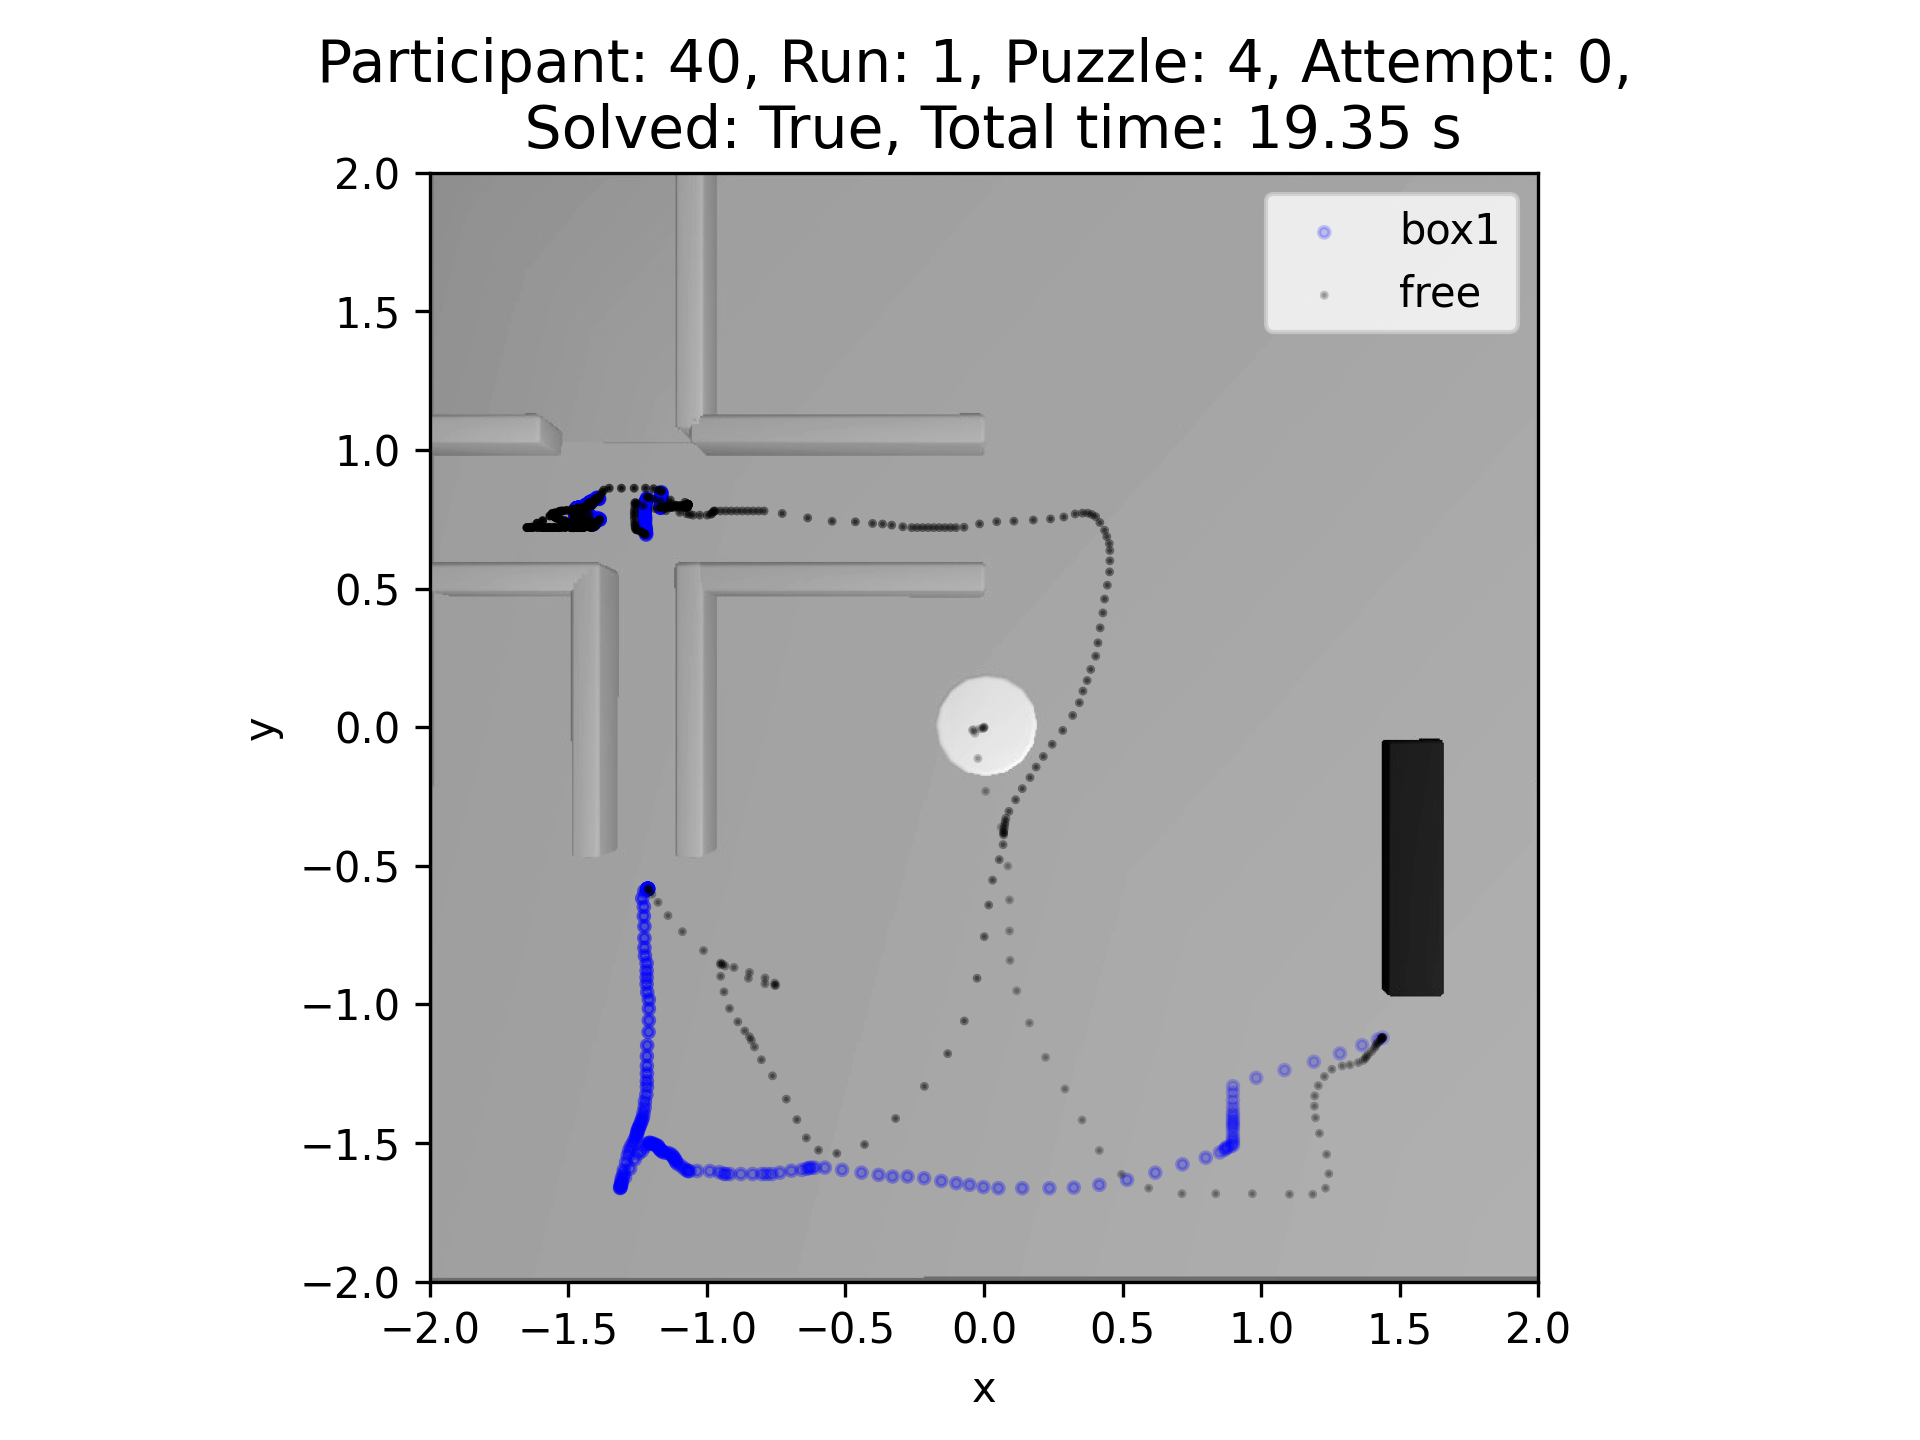 Participant: 40, Run: 1, Puzzle: 4, Attempt: 0,
Solved: True, Total time: 19.35 s
2.0
1.5
1.0
0.5
0.0
−0.5
−1.0
−1.5
−2.0
y
box1
free
−2.0 −1.5 −1.0 −0.5 0.0 0.5 1.0 1.5 2.0
x